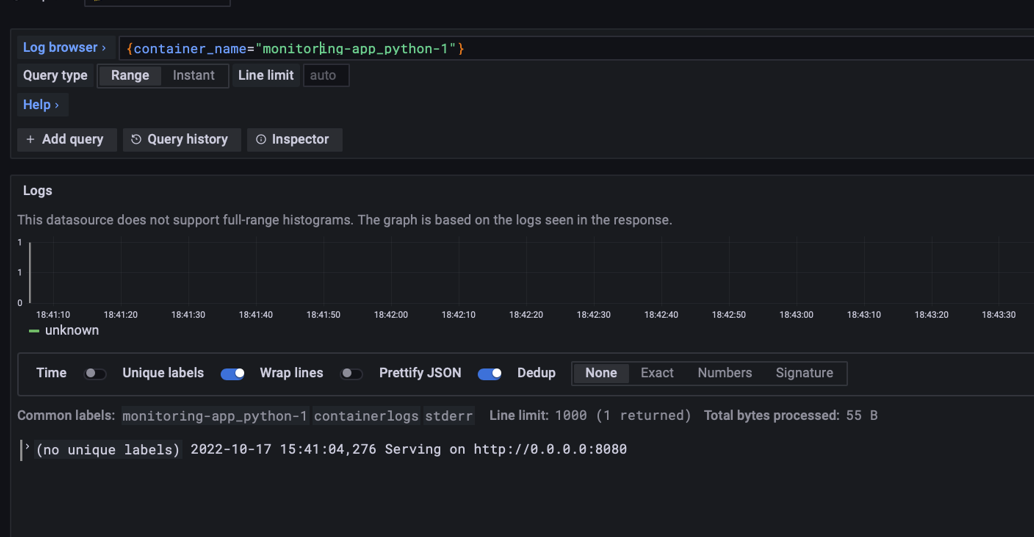 Log browser ›
{container_name="monitoring-app_python-1"}
Query type Range Instant Line limit auto
Help ›
+ Add query Query history Inspector
Logs
This datasource does not support full-range histograms. The graph is based on the logs seen in the response.
1
1
0
18:41:10 18:41:20 18:41:30 18:41:40 18:41:50 18:42:00 18:42:10 18:42:20 18:42:30 18:42:40 18:42:50 18:43:00 18:43:10 18:43:20 18:43:30
unknown
Time Unique labels Wrap lines Prettify JSON Dedup None Exact Numbers Signature
Common labels: monitoring-app_python-1 containerlogs stderr Line limit: 1000 (1 returned) Total bytes processed: 55 B
› (no unique labels) 2022-10-17 15:41:04,276 Serving on http://0.0.0.0:8080